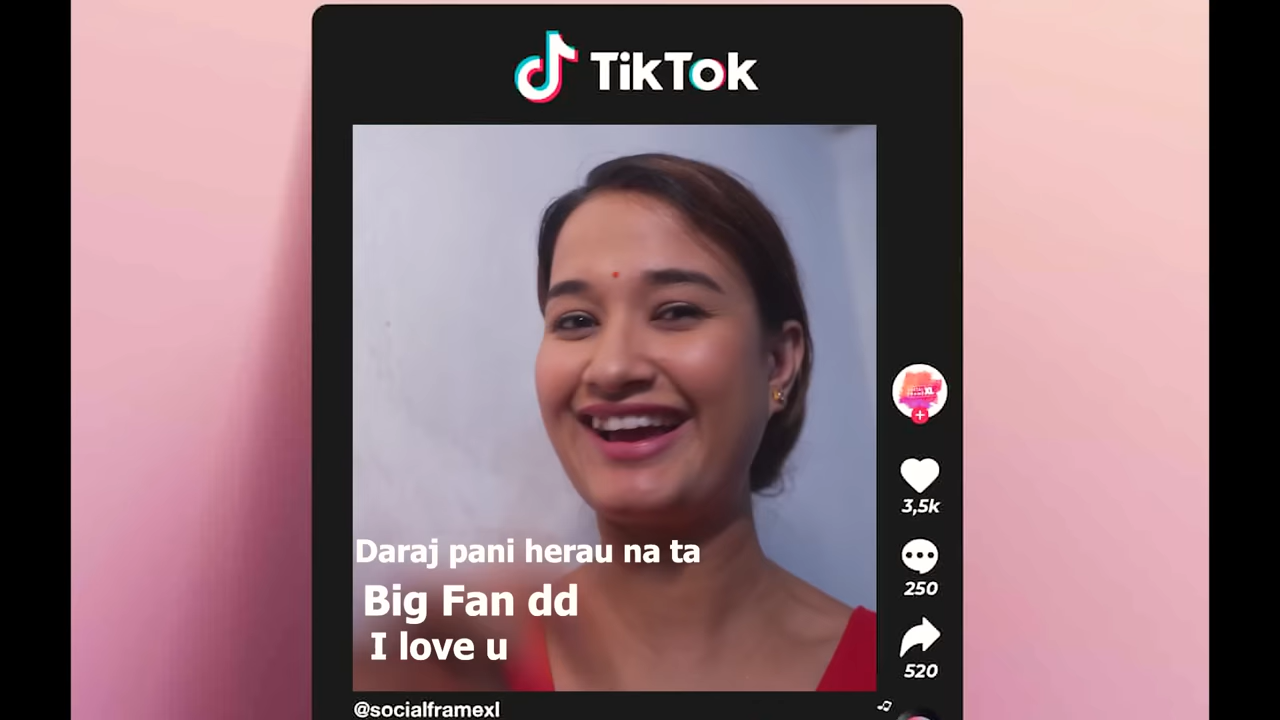 TikTok
Daraj pani herau na ta
Big Fan dd
I love u
3,5k
250
520
@socialframexl